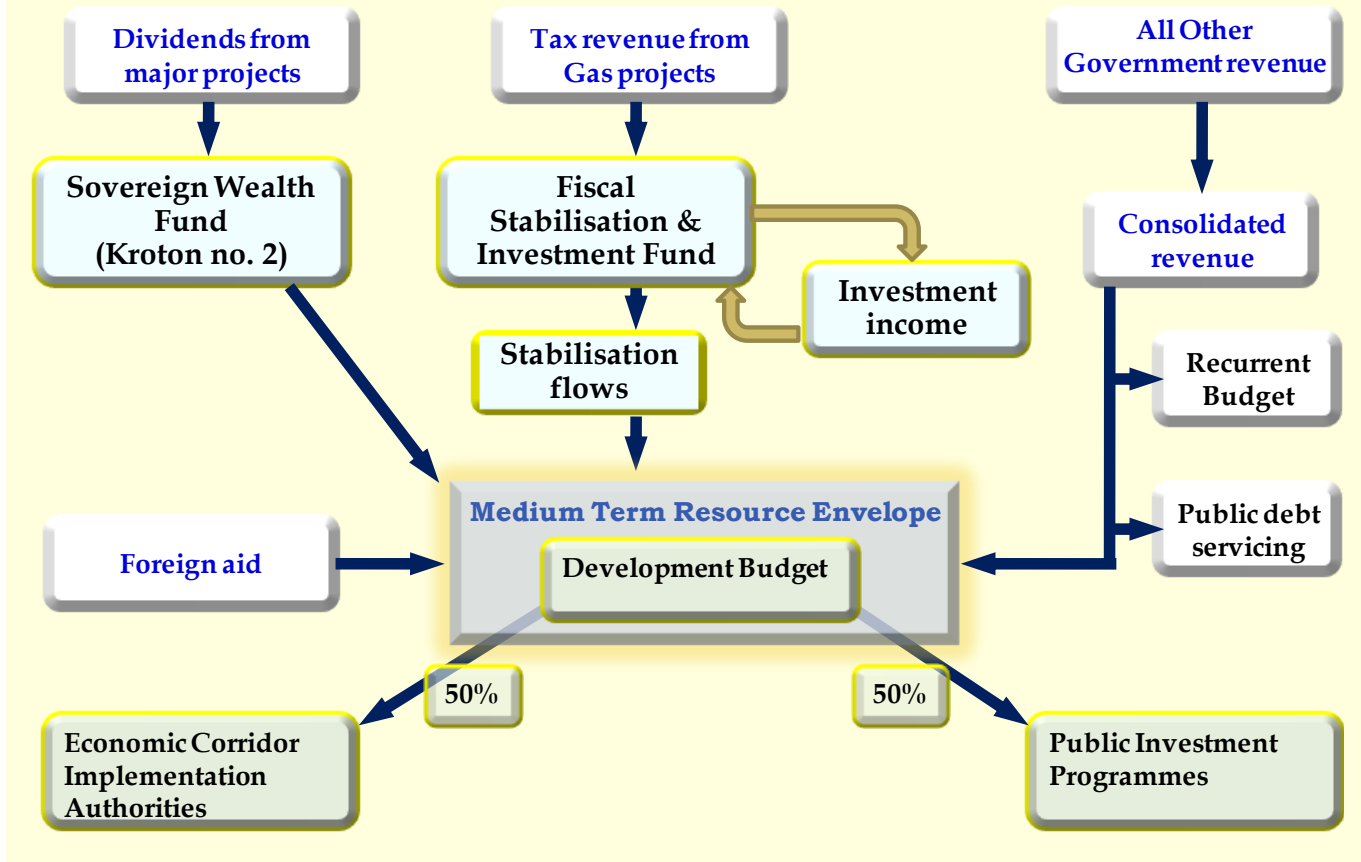 Dividends from
major projects
Tax revenue from
Gas projects
All Other
Government revenue
Sovereign Wealth
Fund
(Kroton no. 2)
Fiscal
Stabilisation &
Investment Fund
Consolidated
revenue
Investment
income
Stabilisation
flows
Recurrent
Budget
Medium Term Resource Envelope
Public debt
servicing
Foreign aid
Development Budget
50%
50%
Economic Corridor
Implementation
Authorities
Public Investment
Programmes